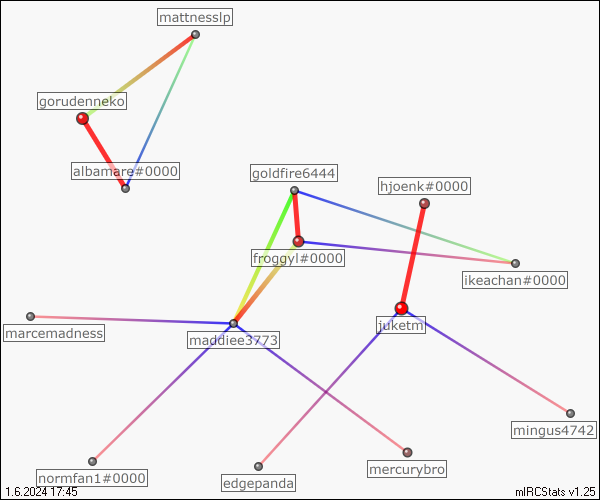 mattnesslp
gorudenneko
albamare#0000
goldfire6444
hjoenk#0000
froggyl#0000
ikeachan#0000
marcemadness
maddiee3773
juketm
mingus4742
normfan1#0000
edgepanda
mercurybro
1.6.2024 17:45
mIRCStats v1.25